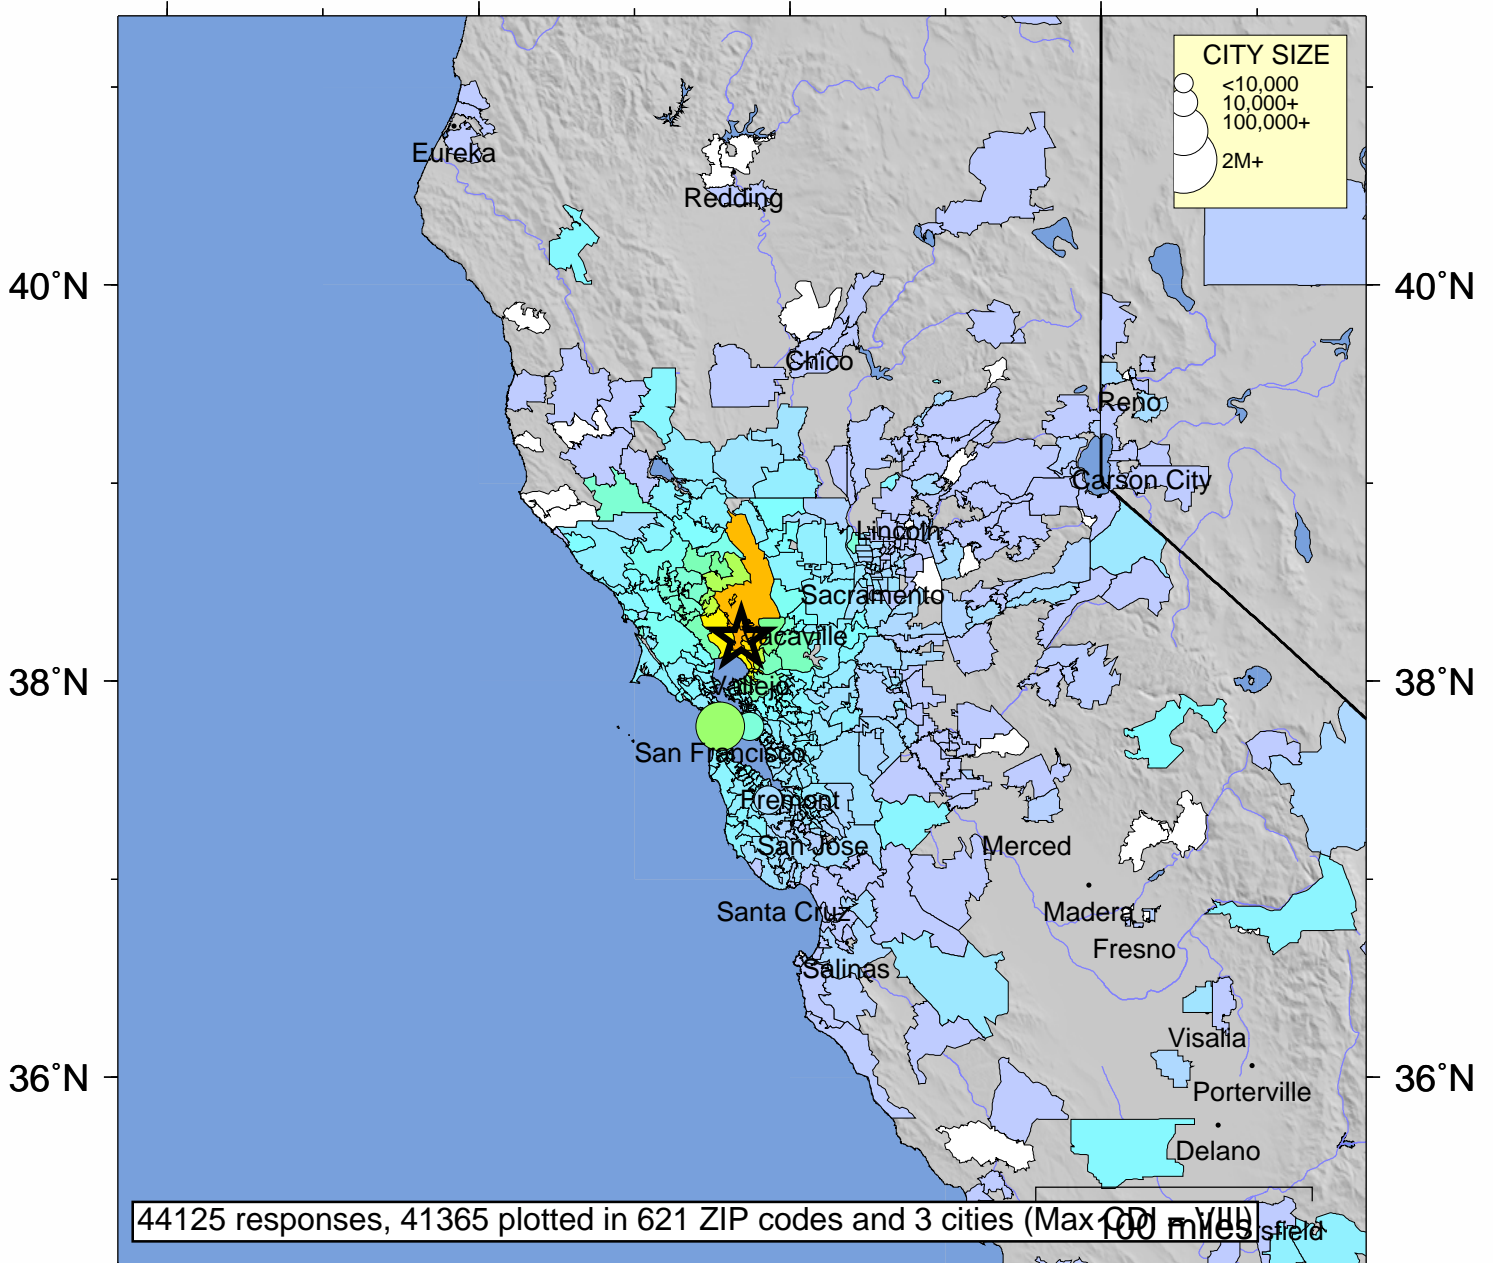 CITY SIZE
<10,000
10,000+
100,000+
2M+
Eureka
Redding
40°N
40°N
Chico
Reno
Carson City
Lincoln
Sacramento
Vacaville
38°N
38°N
Vallejo
San Francisco
Fremont
San Jose
Merced
Santa Cruz
Madera
Fresno
Salinas
Visalia
36°N
36°N
Porterville
Delano
44125 responses, 41365 plotted in 621 ZIP codes and 3 cities (Max CDI = VIII)
100 miles
sfield